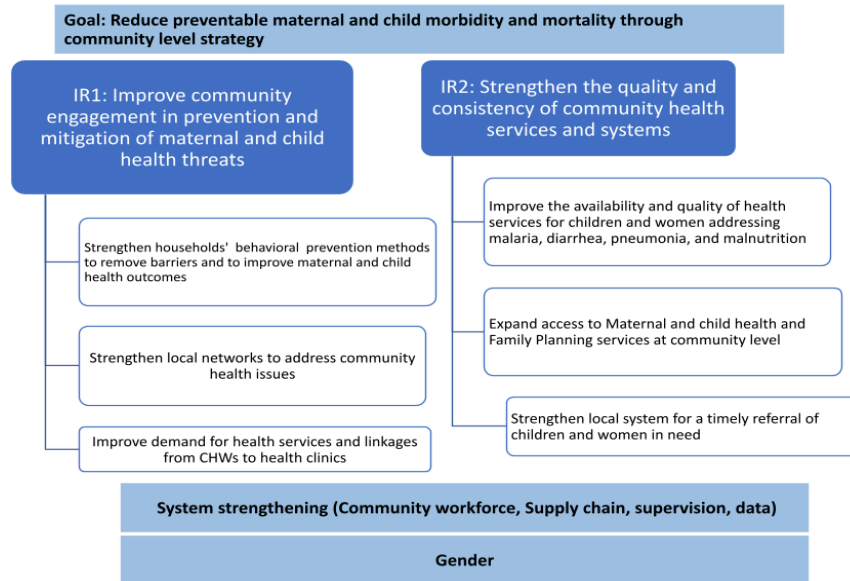 Goal: Reduce preventable maternal and child morbidity and mortality through
community level strategy
IR1: Improve community
engagement in prevention and
mitigation of maternal and child
health threats
Strengthen households' behavioral prevention methods
to remove barriers and to improve maternal and child
health outcomes
Strengthen local networks to address community
health issues
Improve demand for health services and linkages
from CHWs to health clinics
IR2: Strengthen the quality and
consistency of community health
services and systems
Improve the availability and quality of health
services for children and women addressing
malaria, diarrhea, pneumonia, and malnutrition
Expand access to Maternal and child health and
Family Planning services at community level
Strengthen local system for a timely referral of
children and women in need
System strengthening (Community workforce, Supply chain, supervision, data)
Gender